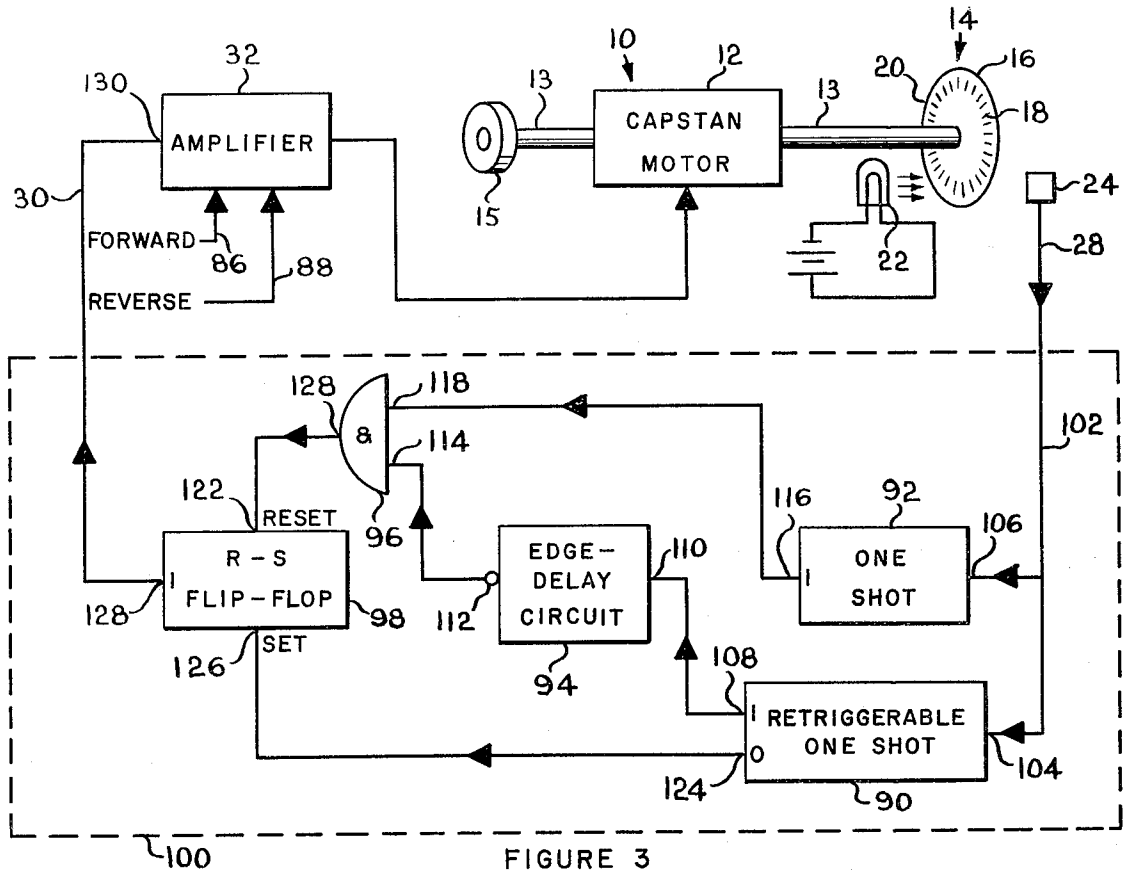 14
10
12
16
32
20
130
13
13
18
AMPLIFIER
CAPSTAN
MOTOR
24
30
15
FORWARD
86
88
22
28
REVERSE
128
118
&
114
102
122
RESET
96
92
116
106
R-S
FLIP-FLOP
EDGE-
DELAY
CIRCUIT
110
ONE
SHOT
1
1
128
98
112
126
SET
94
108
1
RETRIGGERABLE
ONE SHOT
0
124
104
90
100
FIGURE 3